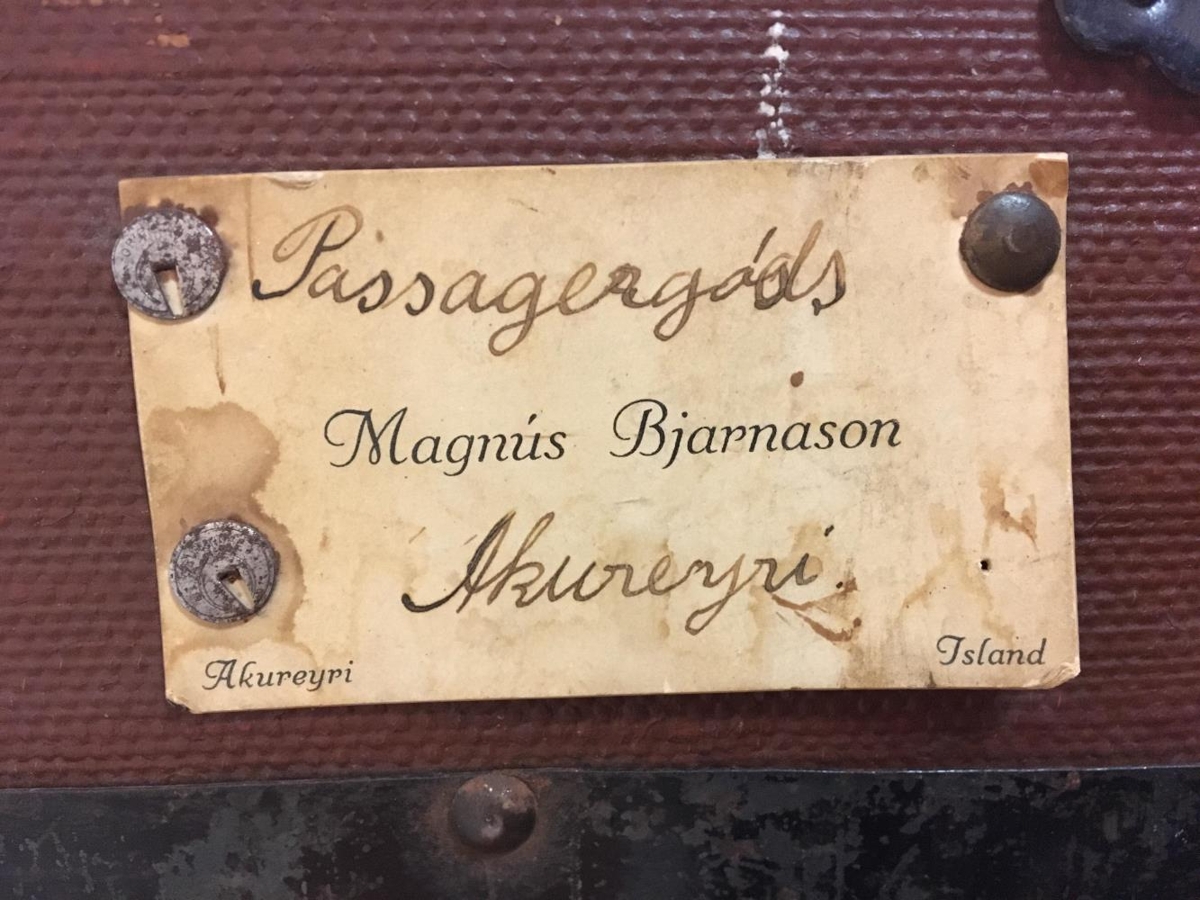 Passagergóds
Magnús Bjarnason
Akureyri.
Akureyri Island